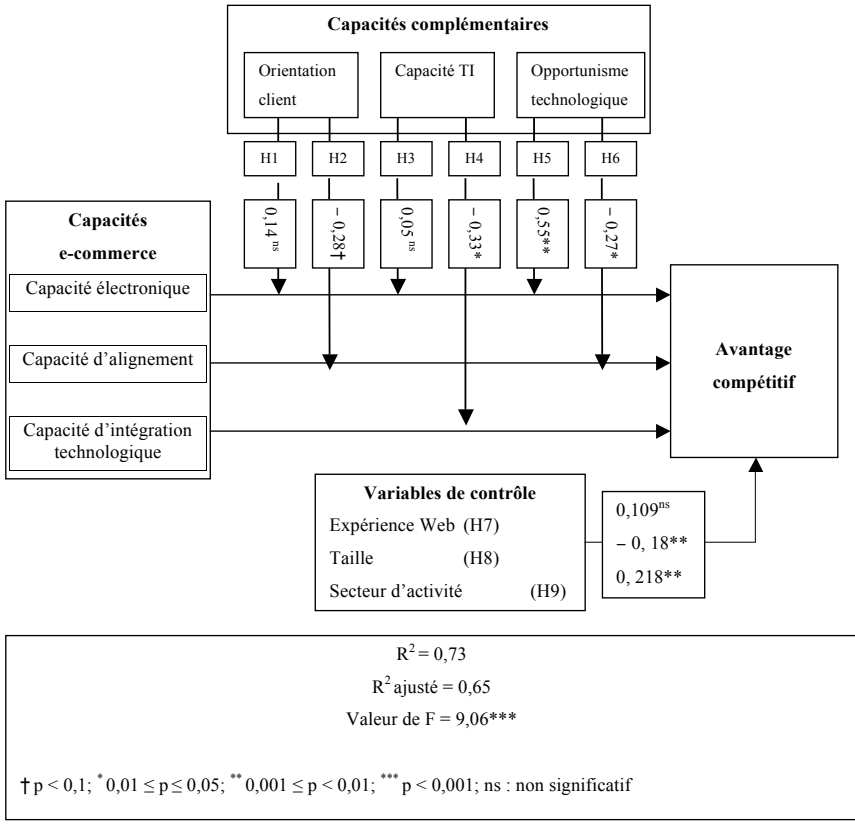 Capacités complémentaires
Orientation
client
Capacité TI
Opportunisme
technologique
H1
H2
H3
H4
H5
H6
0,14 ns
− 0,28†
0,05 ns
− 0,33*
0,55**
− 0,27*
Capacités
e-commerce
Capacité électronique
Capacité d’alignement
Capacité d’intégration
technologique
Avantage
compétitif
Variables de contrôle
Expérience Web (H7)
Taille (H8)
Secteur d’activité (H9)
0,109ns
− 0, 18**
0, 218**
R2 = 0,73
R2 ajusté = 0,65
Valeur de F = 9,06***
† p < 0,1; * 0,01 ≤ p ≤ 0,05; ** 0,001 ≤ p < 0,01; *** p < 0,001; ns : non significatif